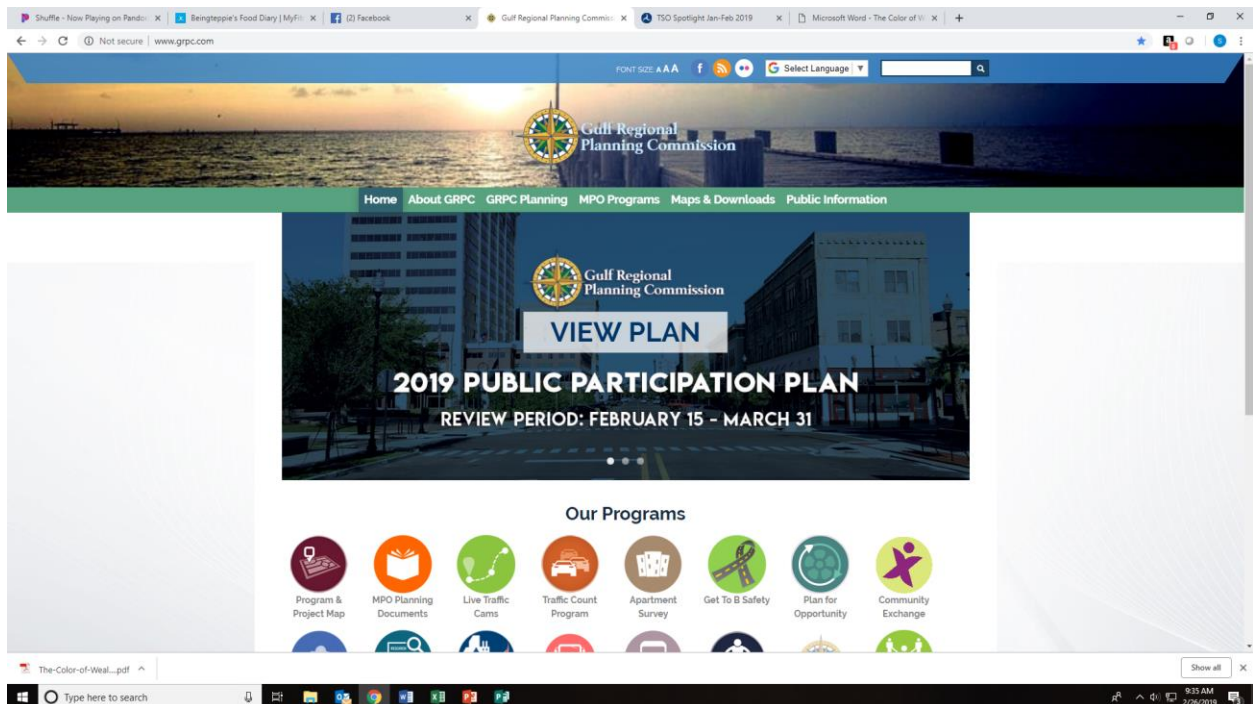 Shuffle - Now Playing on Pando
Beingteppie's Food Diary | MyFit
(2) Facebook
Gulf Regional Planning Commis
TSO Spotlight Jan-Feb 2019
Microsoft Word - The Color of W
Not secure | www.grpc.com
FONT SIZE A A A
Select Language
Gulf Regional
Planning Commission
Home About GRPC GRPC Planning MPO Programs Maps & Downloads Public Information
Gulf Regional
Planning Commission
VIEW PLAN
2019 PUBLIC PARTICIPATION PLAN
REVIEW PERIOD: FEBRUARY 15 - MARCH 31
Our Programs
Program &
Project Map
MPO Planning
Documents
Live Traffic
Cams
Traffic Count
Program
Apartment
Survey
Get To B Safety
Plan for
Opportunity
Community
Exchange
The-Color-of-Weal....pdf
Show all
Type here to search
9:35 AM
2/26/2019